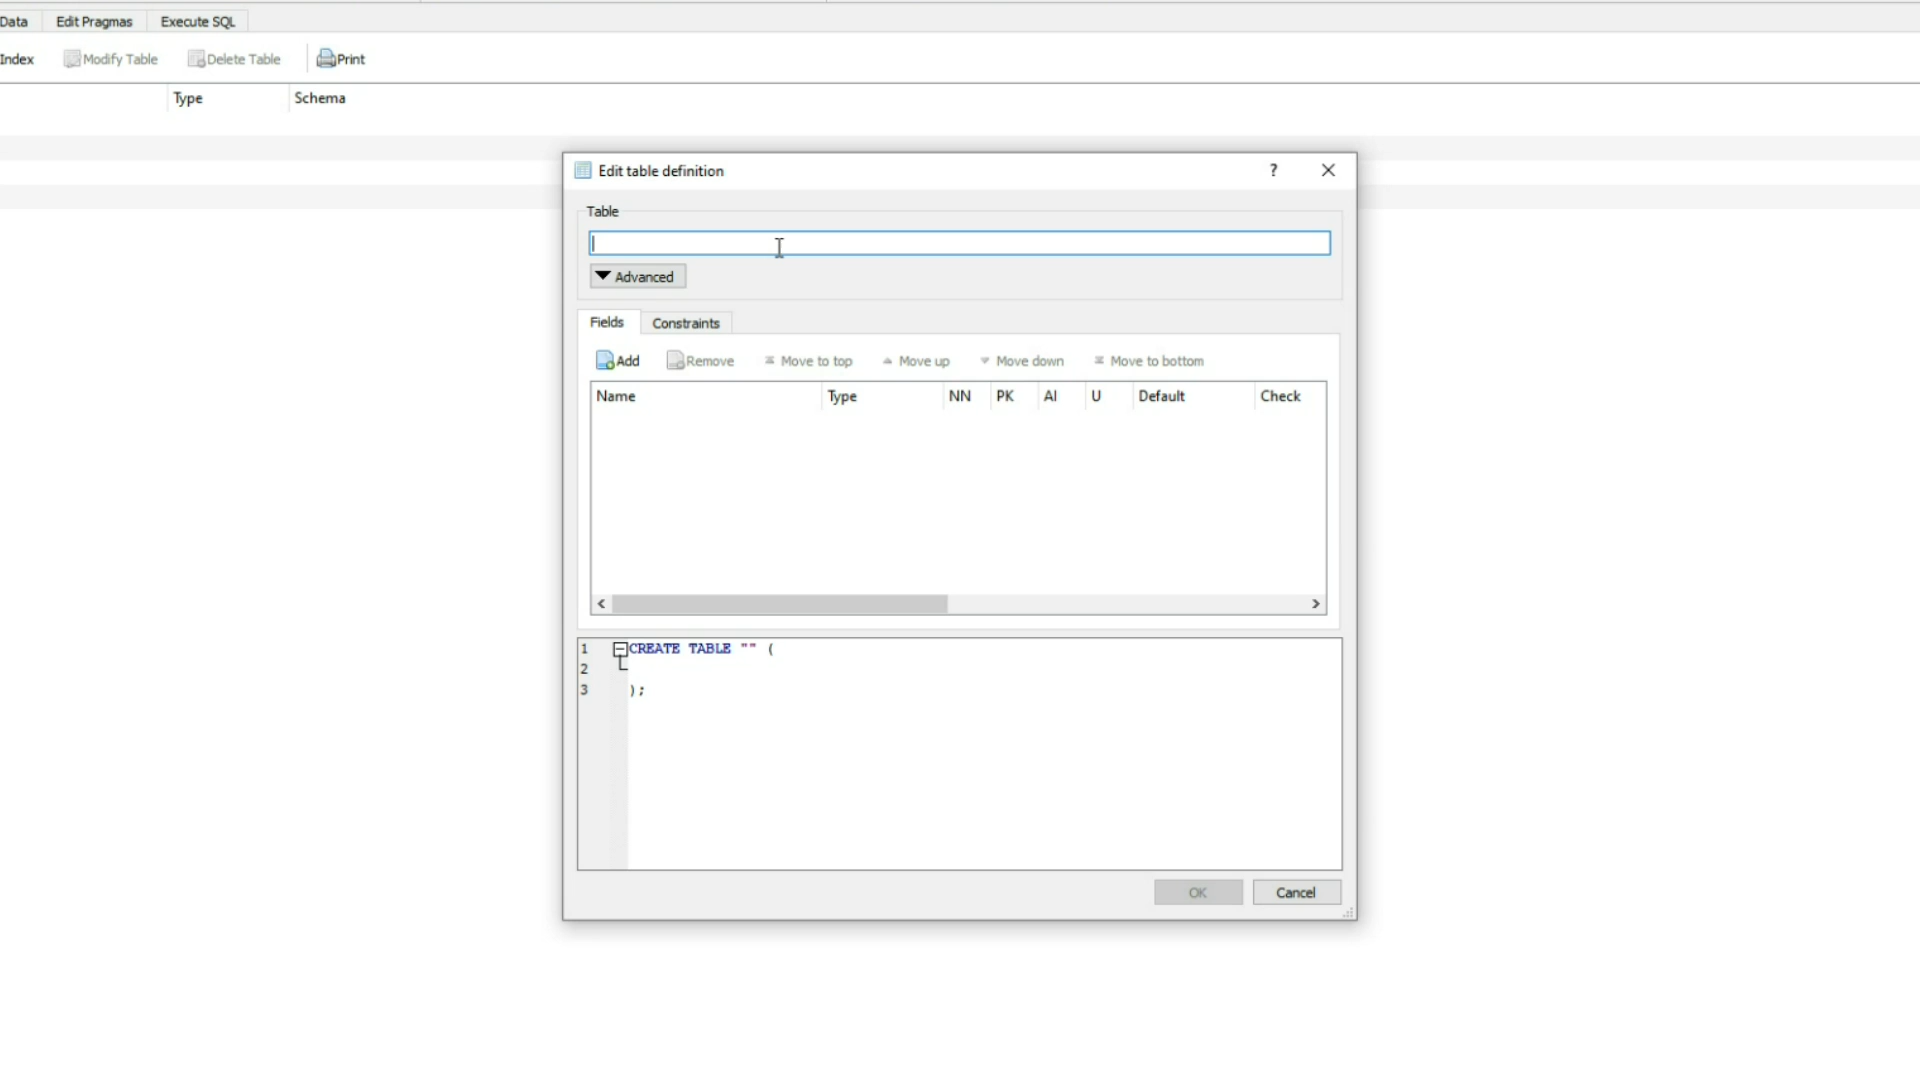 Data Edit Pragmas Execute SQL
Index Modify Table Delete Table Print
Type Schema
Edit table definition ?
Table
Advanced
Fields Constraints
Add Remove Move to top Move up Move down Move to bottom
Name Type NN PK AI U Default Check
1 CREATE TABLE "" (
2
3 );
OK Cancel